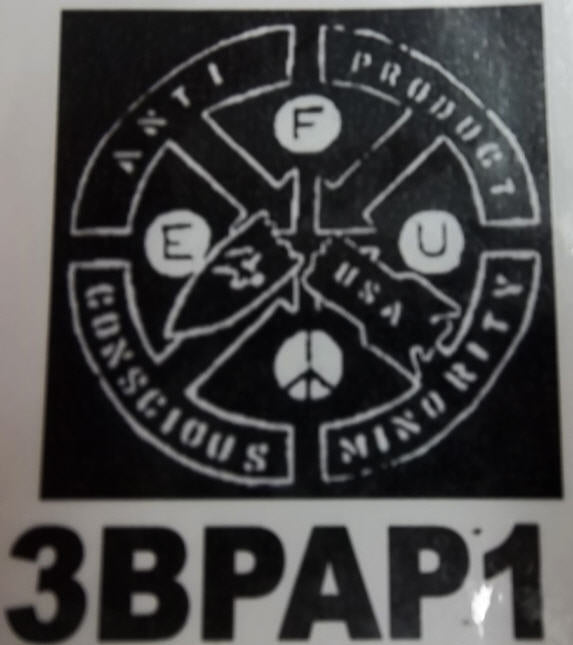 ANTI PRODUCT
F
E U
USA
CONSCIOUS MINORITY
3BPAP1